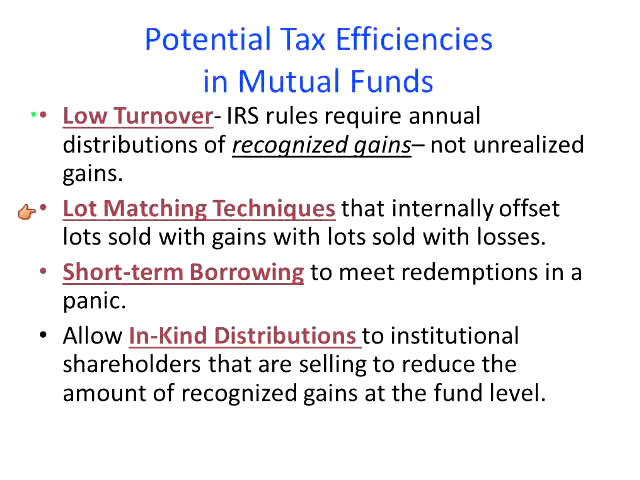 Potential Tax Efficiencies
in Mutual Funds
• Low Turnover- IRS rules require annual
distributions of recognized gains– not unrealized
gains.
• Lot Matching Techniques that internally offset
lots sold with gains with lots sold with losses.
• Short-term Borrowing to meet redemptions in a
panic.
• Allow In-Kind Distributions to institutional
shareholders that are selling to reduce the
amount of recognized gains at the fund level.